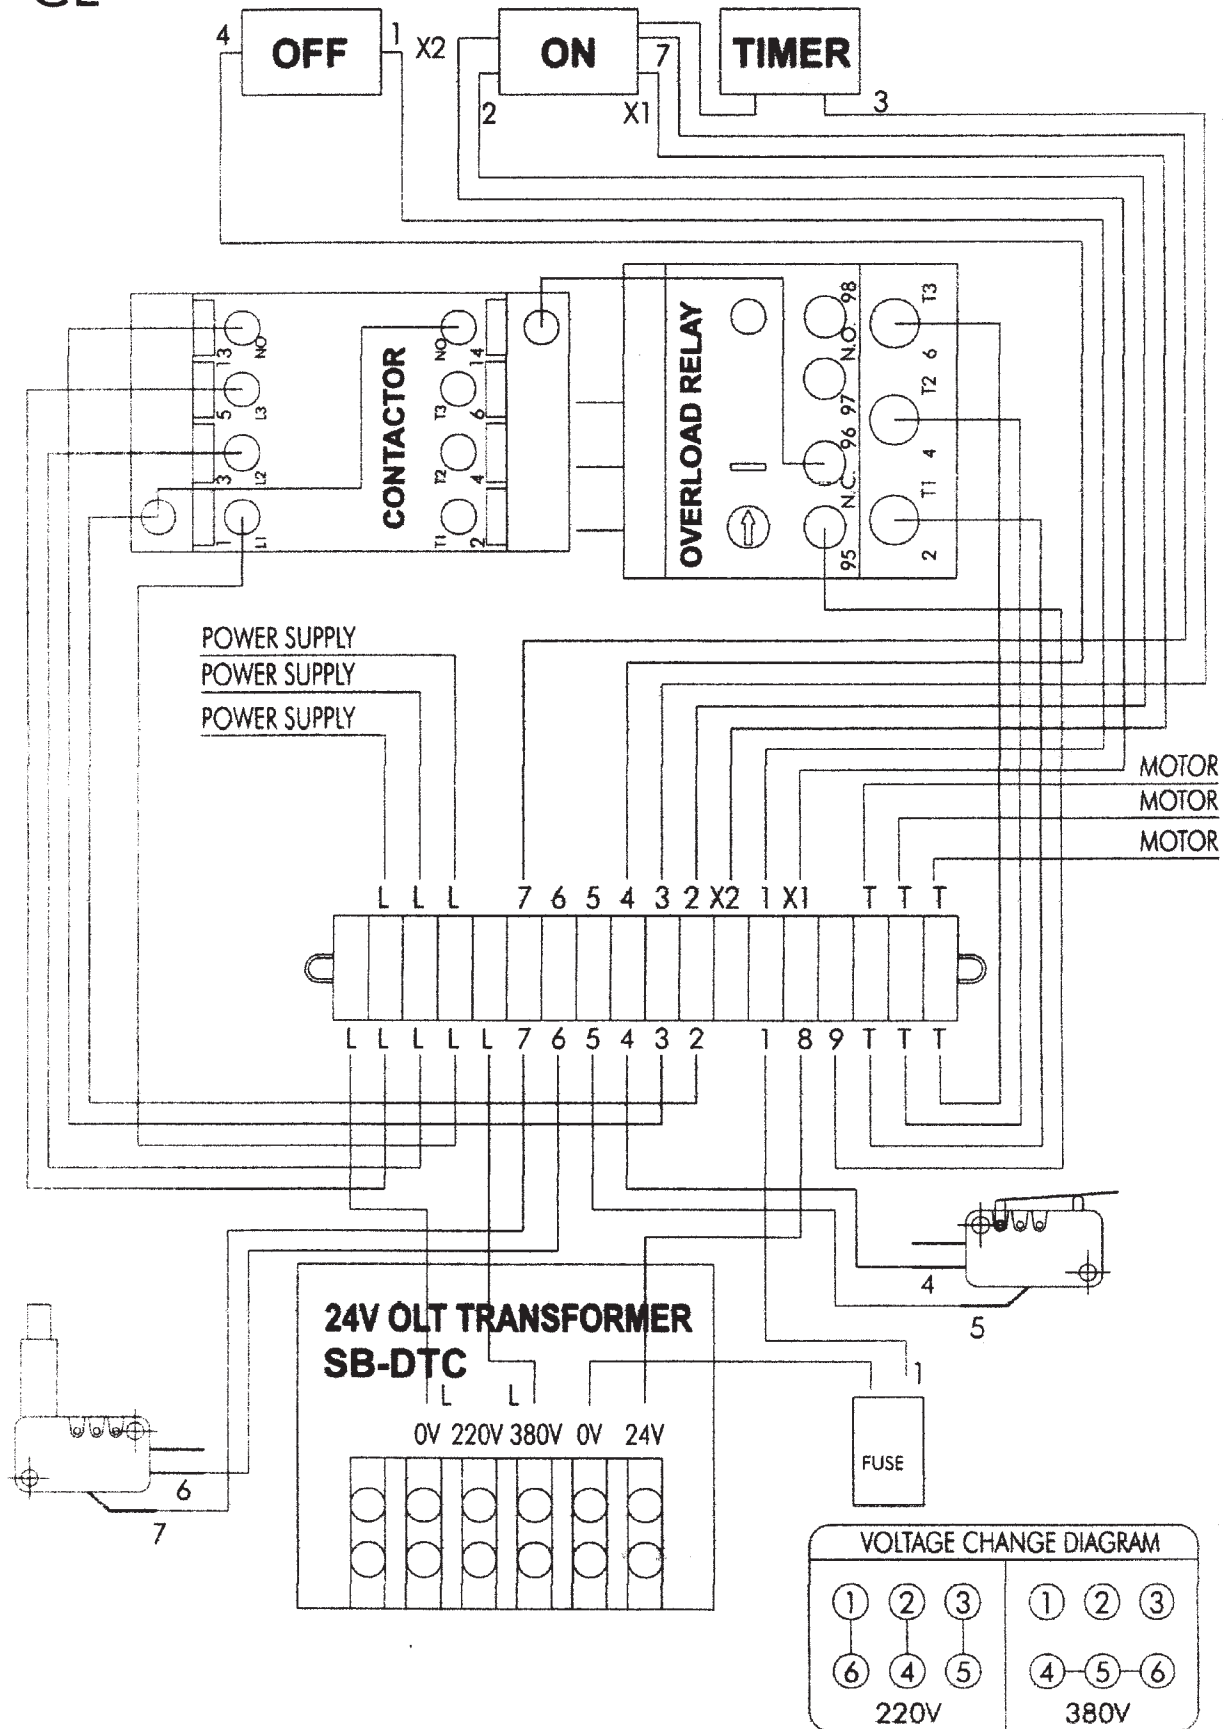 4 OFF 1 X2 ON 7 TIMER
2 X1 3
13 NO NO 14 98 T3
5 L3 T3 6 N.O. 6
3 L2 T2 4 97 T2
1 L1 T1 2 96 4
CONTACTOR
OVERLOAD RELAY
N.C. T1
95 2
POWER SUPPLY
POWER SUPPLY
POWER SUPPLY
MOTOR
MOTOR
MOTOR
L L L 7 6 5 4 3 2 X2 1 X1 T T T
L L L L L 7 6 5 4 3 2 1 8 9 T T T
4
5
24V OLT TRANSFORMER
SB-DTC
L L 1
0V 220V 380V 0V 24V
FUSE
6
7
VOLTAGE CHANGE DIAGRAM
1 2 3 1 2 3
6 4 5 4 5 6
220V 380V